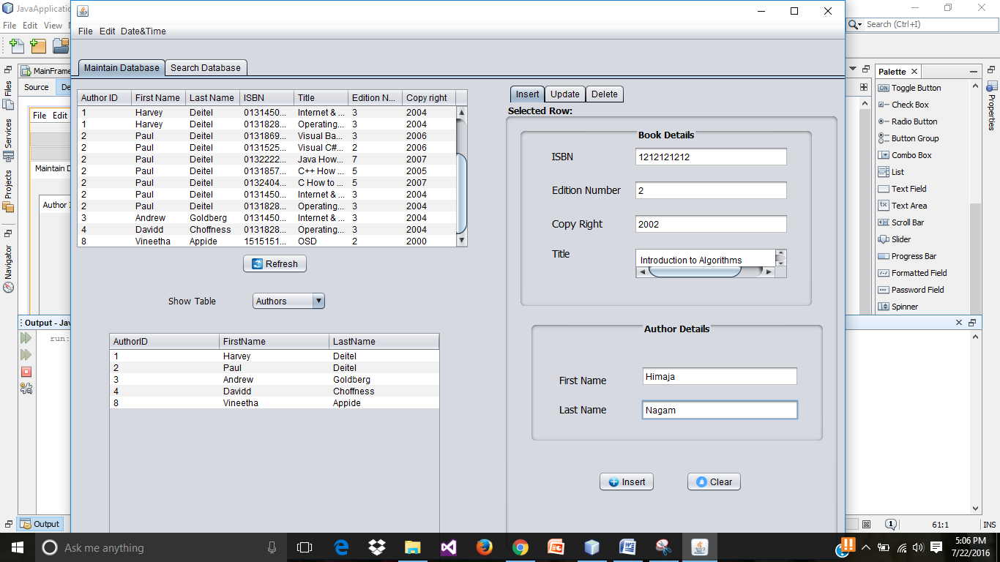 JavaApplication
File Edit View
Search (Ctrl+I)
File Edit Date&Time
Maintain Database Search Database
MainFrame
Source
Files
Services
Projects
Navigator
File Edit
Maintain D
Author I
Author ID First Name Last Name ISBN Title Edition N... Copy right
1 Harvey Deitel 0131450... Internet & ... 3 2004
1 Harvey Deitel 0131828... Operating... 3 2004
2 Paul Deitel 0131869... Visual Ba... 3 2006
2 Paul Deitel 0131525... Visual C#... 2 2006
2 Paul Deitel 0132222... Java How... 7 2007
2 Paul Deitel 0131857... C++ How ... 5 2005
2 Paul Deitel 0132404... C How to ... 5 2007
2 Paul Deitel 0131450... Internet & ... 3 2004
2 Paul Deitel 0131828... Operating... 3 2004
3 Andrew Goldberg 0131450... Internet & ... 3 2004
4 Davidd Choffness 0131828... Operating... 3 2004
8 Vineetha Appide 1515151... OSD 2 2000
Refresh
Show Table Authors
AuthorID FirstName LastName
1 Harvey Deitel
2 Paul Deitel
3 Andrew Goldberg
4 Davidd Choffness
8 Vineetha Appide
Insert Update Delete
Selected Row:
Book Details
ISBN 1212121212
Edition Number 2
Copy Right 2002
Title Introduction to Algorithms
Author Details
First Name Himaja
Last Name Nagam
Insert Clear
Palette
Toggle Button
Check Box
Radio Button
Button Group
Combo Box
List
Text Field
Text Area
Scroll Bar
Slider
Progress Bar
Formatted Field
Password Field
Spinner
Properties
Output - Jav
run:
Output
1 61:1 INS
Ask me anything
5:06 PM
7/22/2016